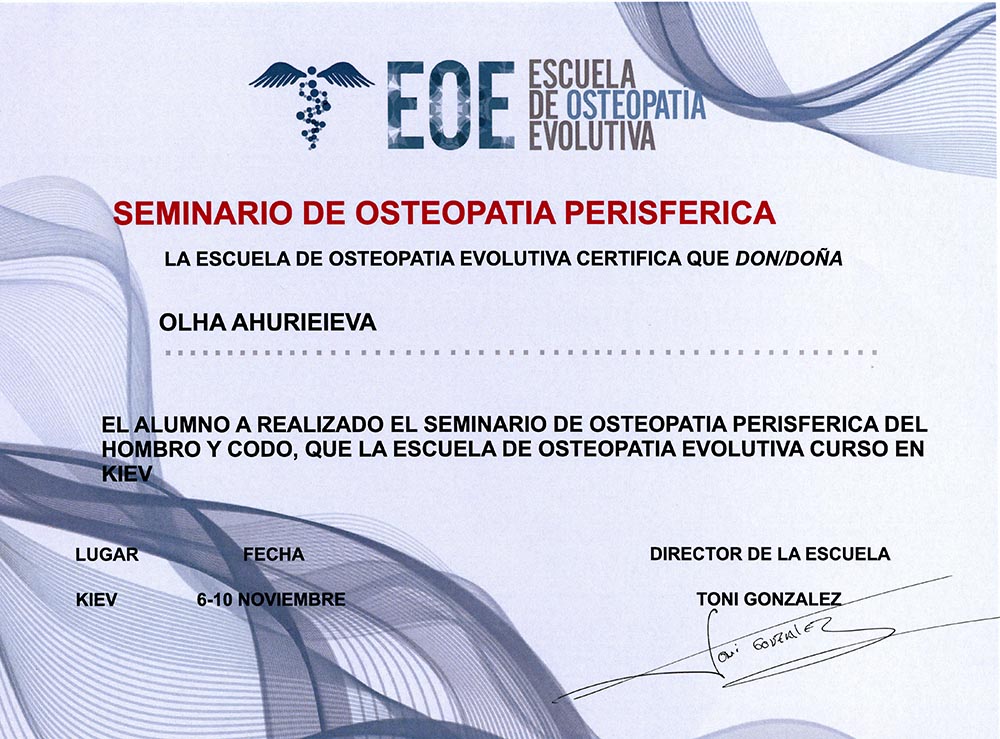 EOE ESCUELA
DE OSTEOPATÍA
EVOLUTIVA
SEMINARIO DE OSTEOPATIA PERISFERICA
LA ESCUELA DE OSTEOPATIA EVOLUTIVA CERTIFICA QUE DON/DOÑA
OLHA AHURIEIEVA
EL ALUMNO A REALIZADO EL SEMINARIO DE OSTEOPATIA PERISFERICA DEL
HOMBRO Y CODO, QUE LA ESCUELA DE OSTEOPATIA EVOLUTIVA CURSO EN
KIEV
LUGAR FECHA DIRECTOR DE LA ESCUELA
KIEV 6-10 NOVIEMBRE TONI GONZALEZ
Toni GONZALEZ